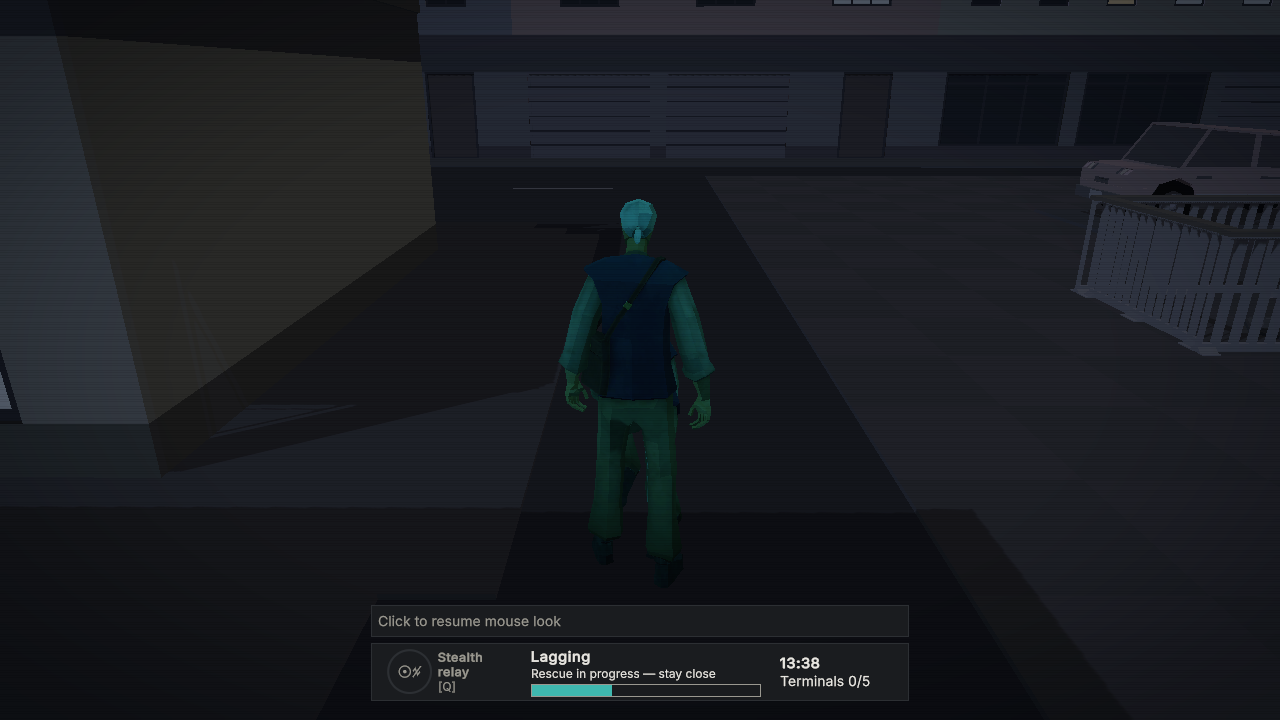 Click to resume mouse look
Stealth
relay
[Q]
Lagging
Rescue in progress — stay close
13:38
Terminals 0/5